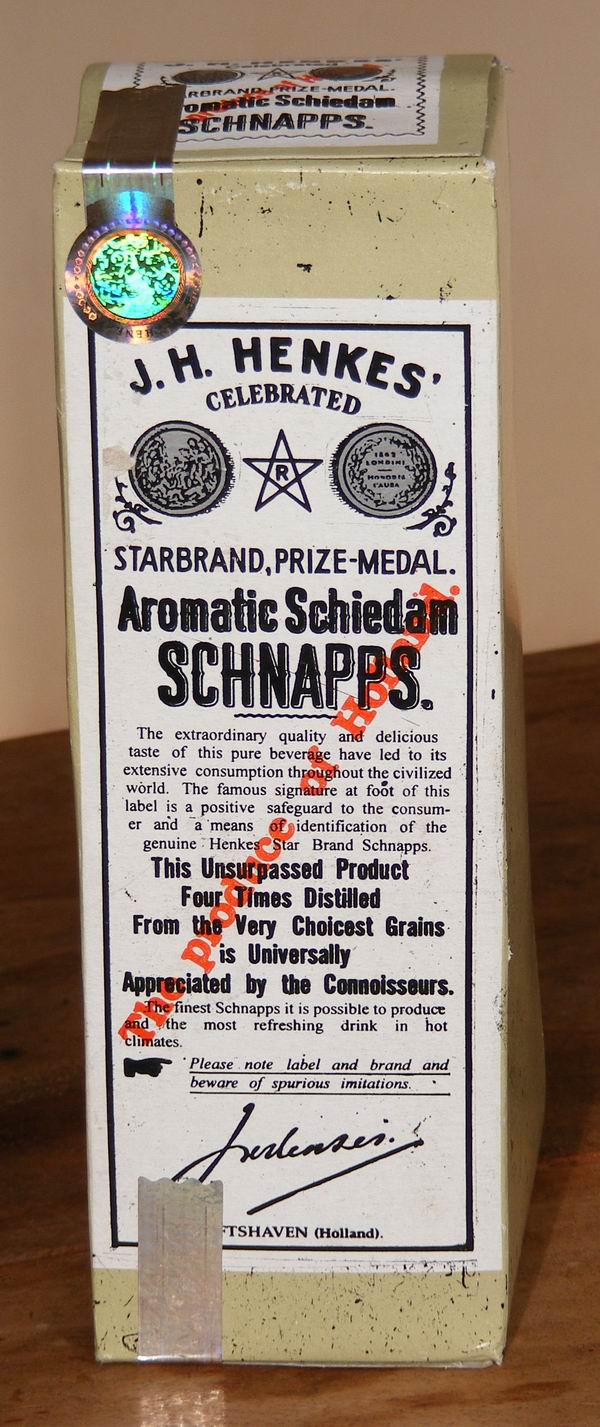 Celebrated
PRIZE-MEDAL.
Aromatic Schiedam
SCHNAPPS.
J.H. HENKES'
CELEBRATED
R
1862
LONDINI
HONORIS
CAUSA
STARBRAND, PRIZE-MEDAL.
Aromatic Schiedam
SCHNAPPS.
The produce of Holland.
The extraordinary quality and delicious
taste of this pure beverage have led to its
extensive consumption throughout the civilized
world. The famous signature at foot of this
label is a positive safeguard to the consum-
er and a means of identification of the
genuine Henkes Star Brand Schnapps.
This Unsurpassed Product
Four Times Distilled
From the Very Choicest Grains
is Universally
Appreciated by the Connoisseurs.
The finest Schnapps it is possible to produce
and the most refreshing drink in hot
climates.
Please note label and brand and
beware of spurious imitations.
FTSHAVEN (Holland).